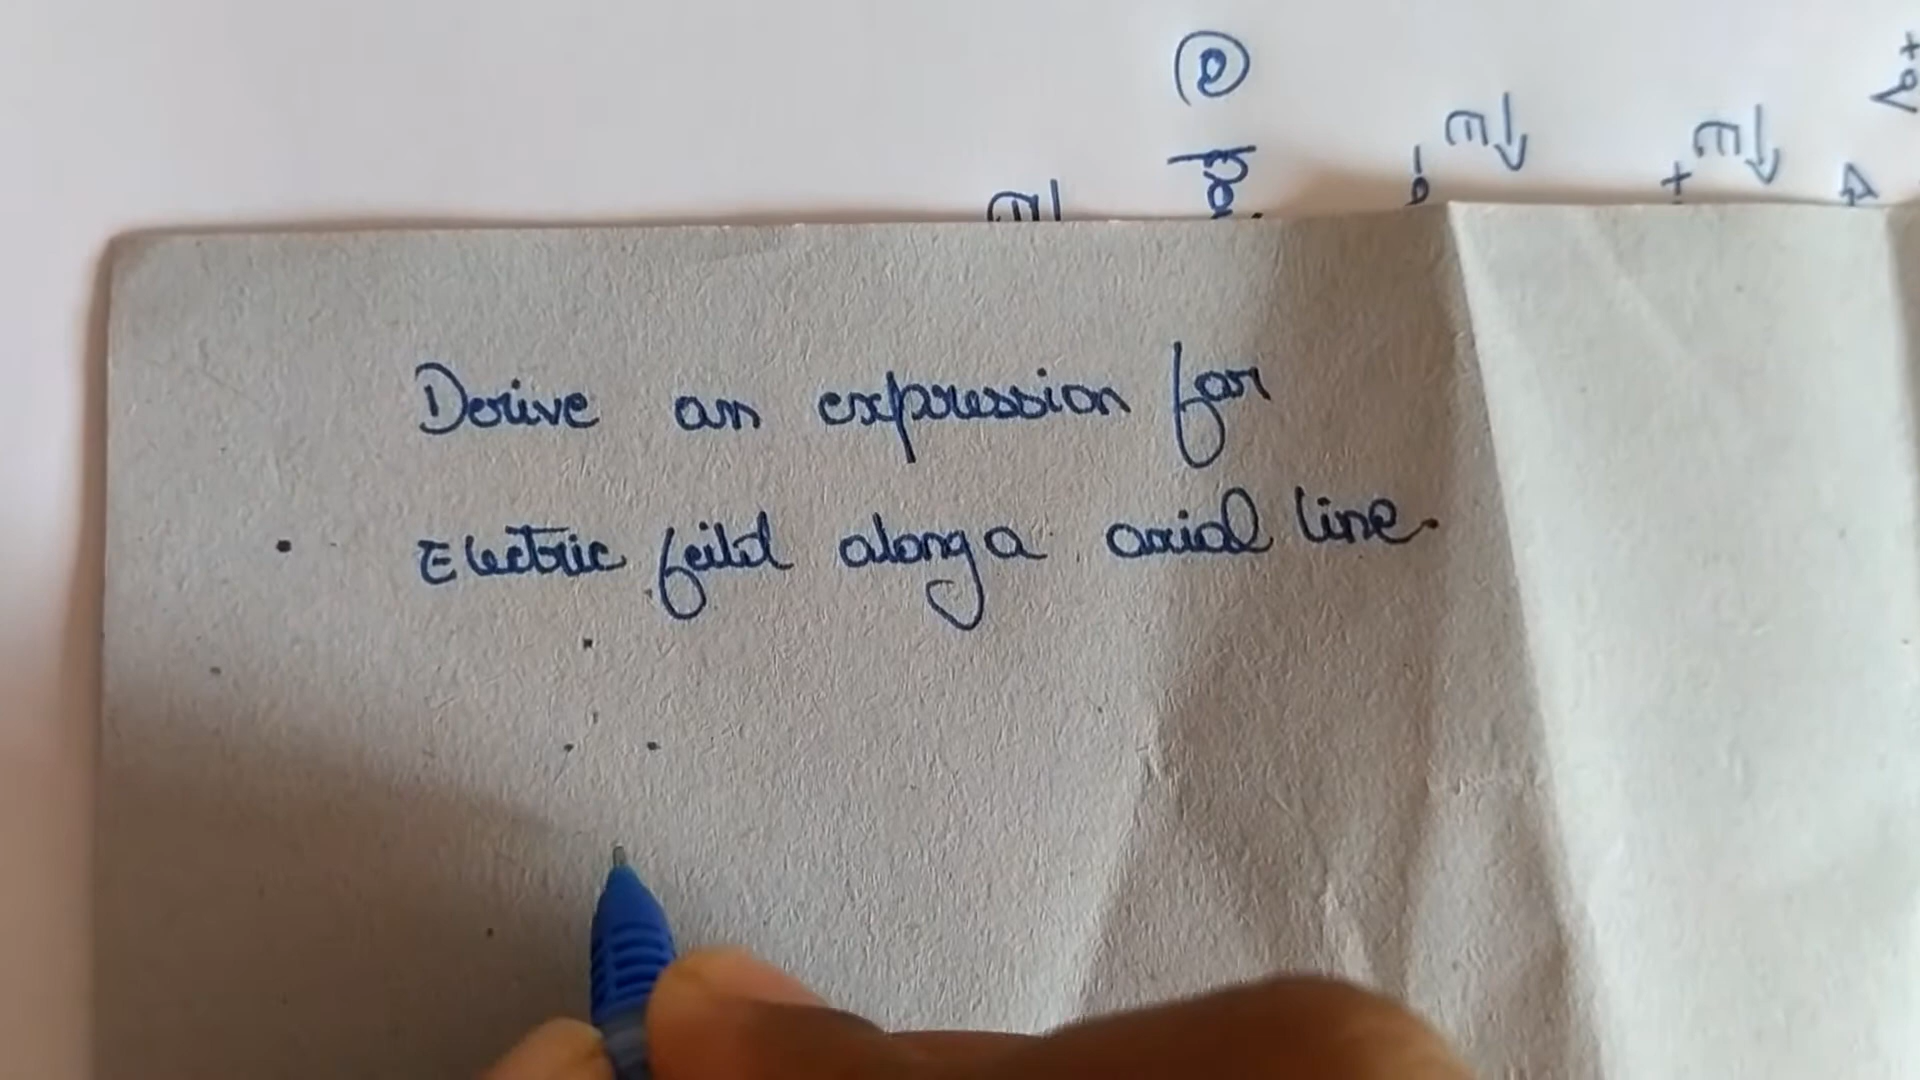 Derive an expression for
Electric feild along a axial line.